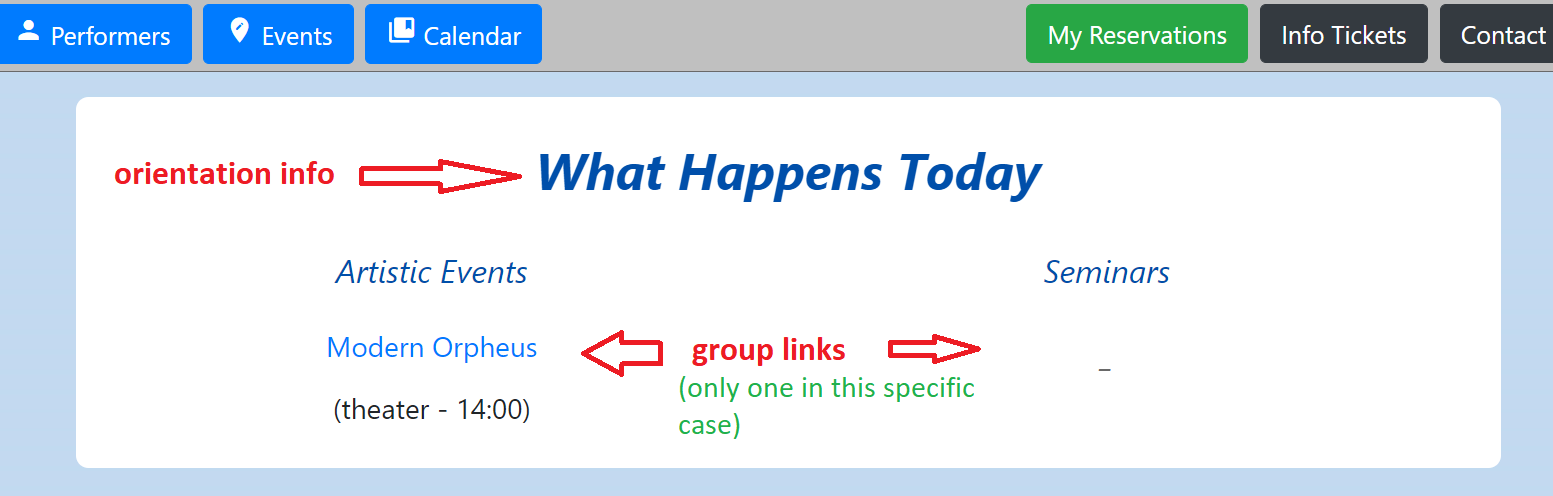 Performers Events Calendar My Reservations Info Tickets Contact
orientation info What Happens Today
Artistic Events Seminars
Modern Orpheus group links
(only one in this specific
case)
(theater - 14:00)
–